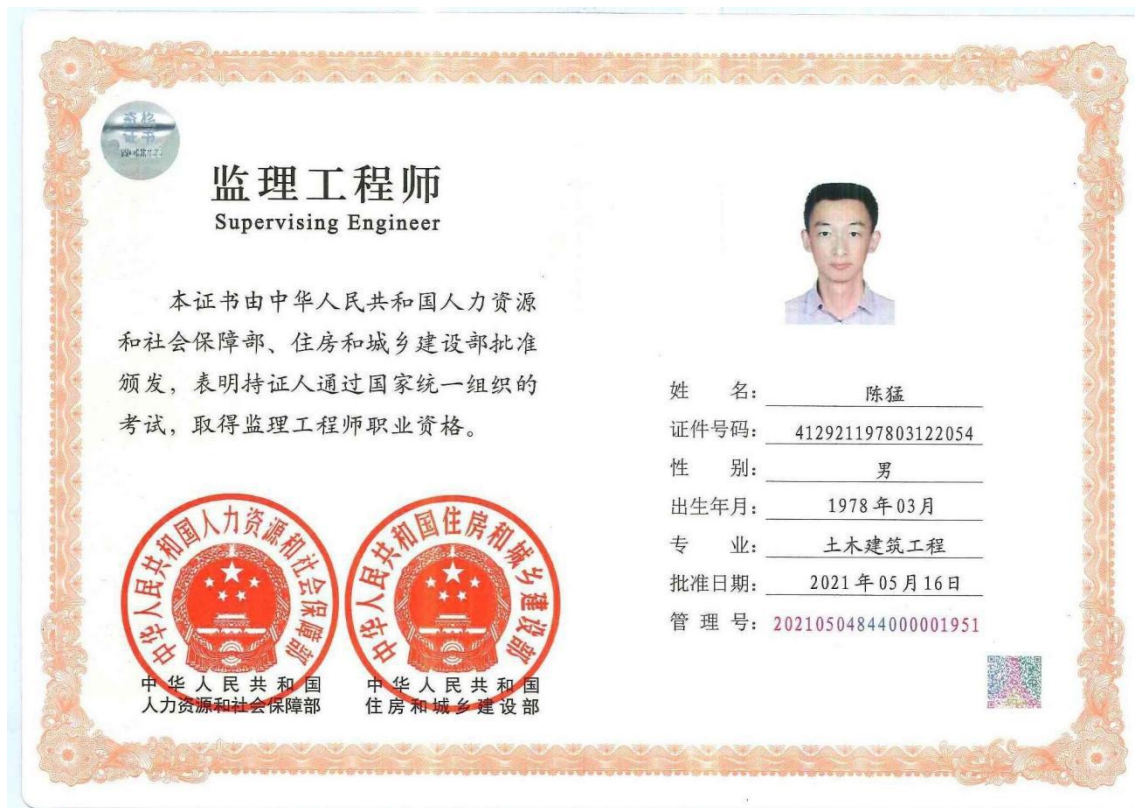 资格
证书
监理工程师
Supervising Engineer
本证书由中华人民共和国人力资源
和社会保障部、住房和城乡建设部批准
颁发，表明持证人通过国家统一组织的
考试，取得监理工程师职业资格。
中华人民共和国人力资源和社会保障部
中华人民共和国住房和城乡建设部
中华人民共和国
人力资源和社会保障部
中华人民共和国
住房和城乡建设部
姓 名： 陈猛
证件号码： 412921197803122054
性 别： 男
出生年月： 1978年03月
专 业： 土木建筑工程
批准日期： 2021年05月16日
管 理 号： 20210504844000001951